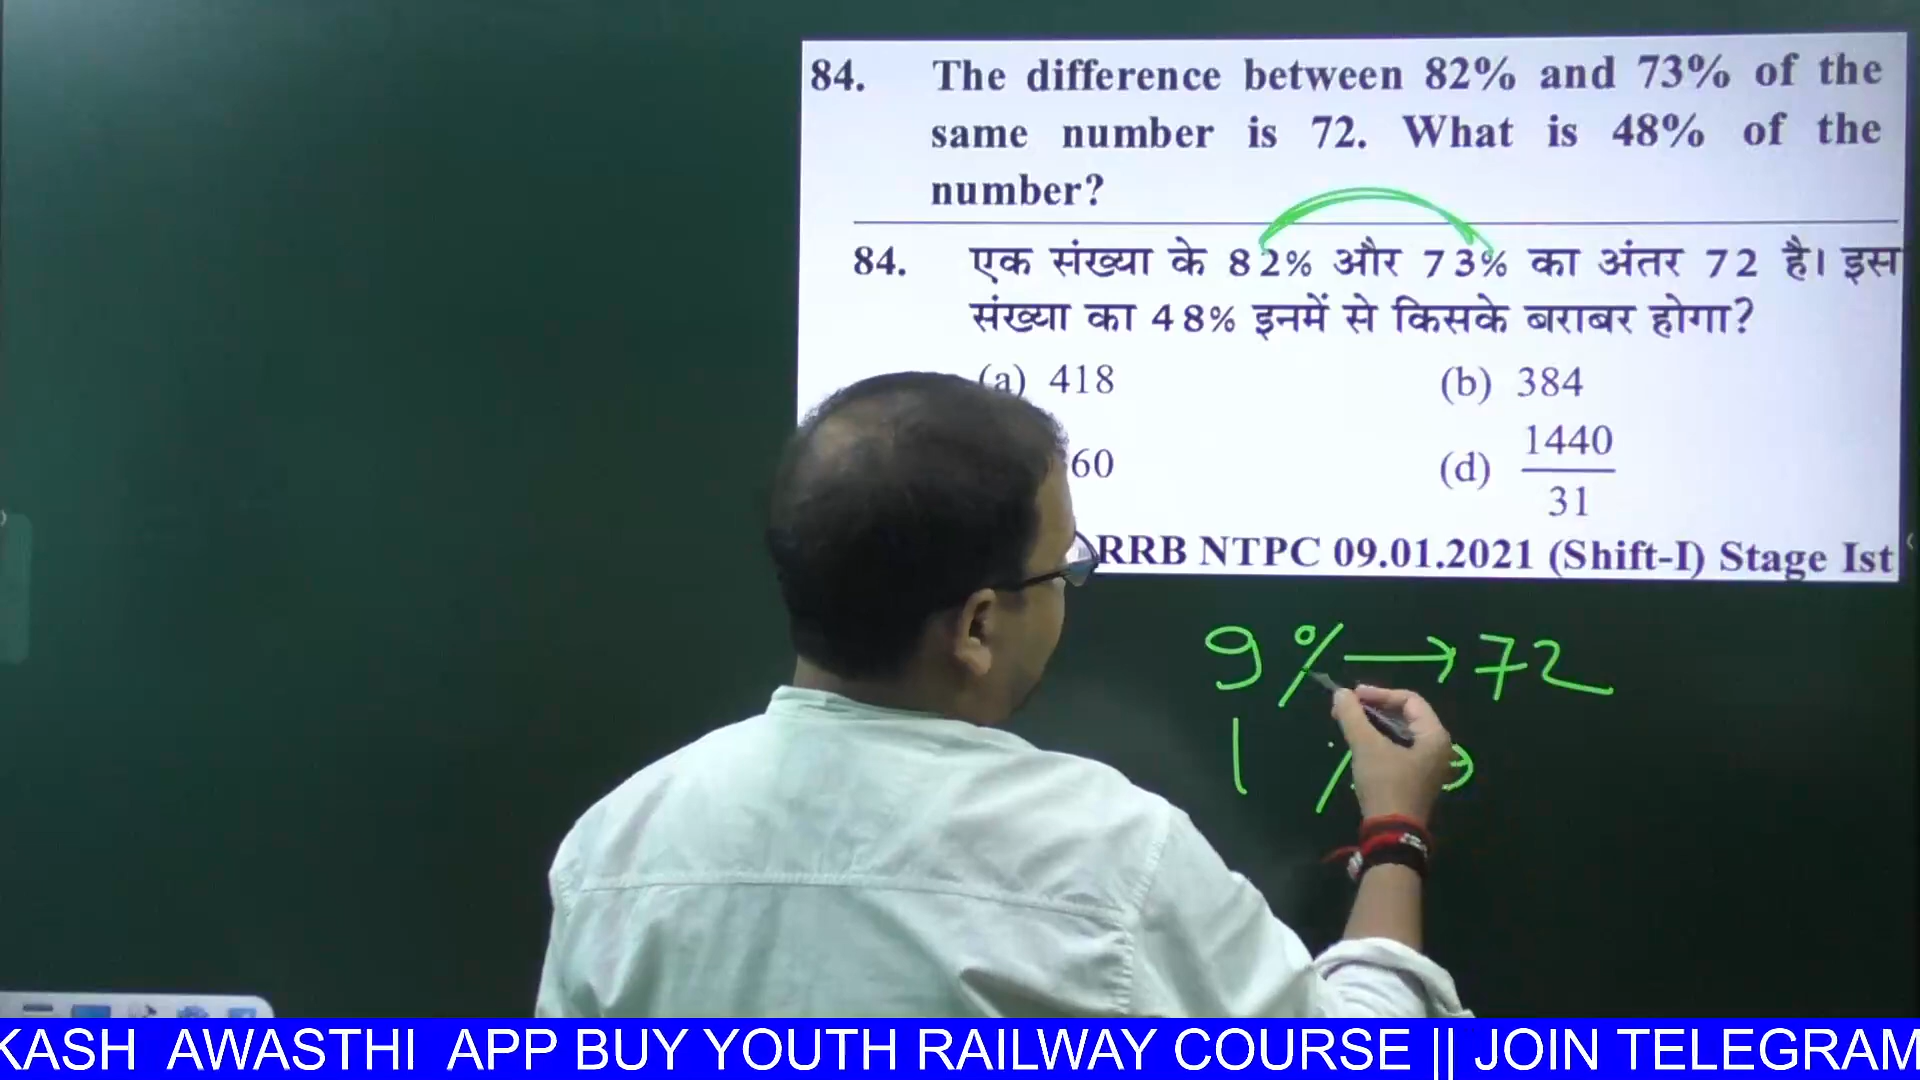 84. The difference between 82% and 73% of the
same number is 72. What is 48% of the
number?
84. एक संख्या के 82% और 73% का अंतर 72 है। इस
संख्या का 48% इनमें से किसके बराबर होगा?
(a) 418 (b) 384
60 (d) 1440/31
RRB NTPC 09.01.2021 (Shift-I) Stage Ist
9% → 72
1 %
KASH AWASTHI APP BUY YOUTH RAILWAY COURSE || JOIN TELEGRAM